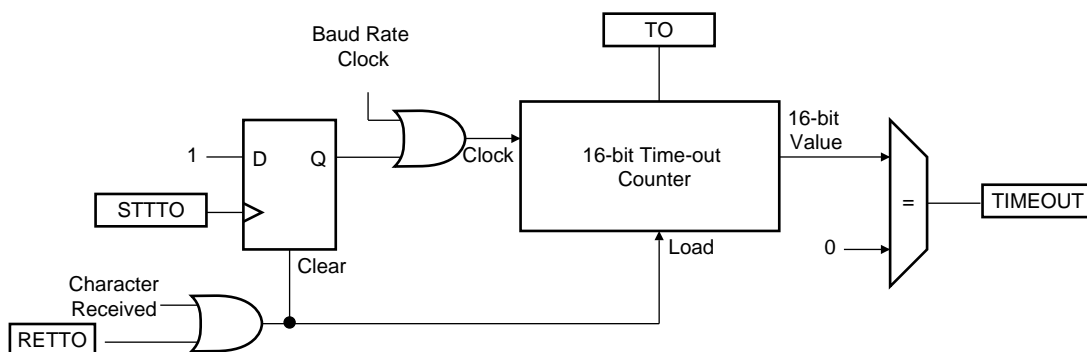 TO
Baud Rate
Clock
1
D
Q
Clock
16-bit Time-out
Counter
16-bit
Value
STTTO
=
TIMEOUT
Clear
Load
0
Character
Received
RETTO